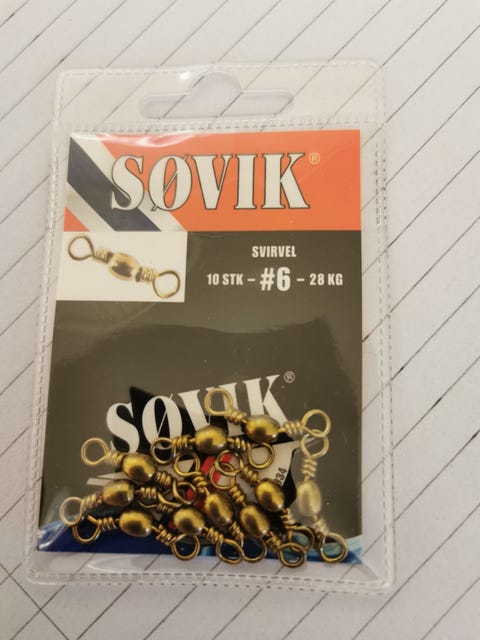 SØVIK®
SVIRVEL
10 STK – #6 – 28 KG
SØVIK®